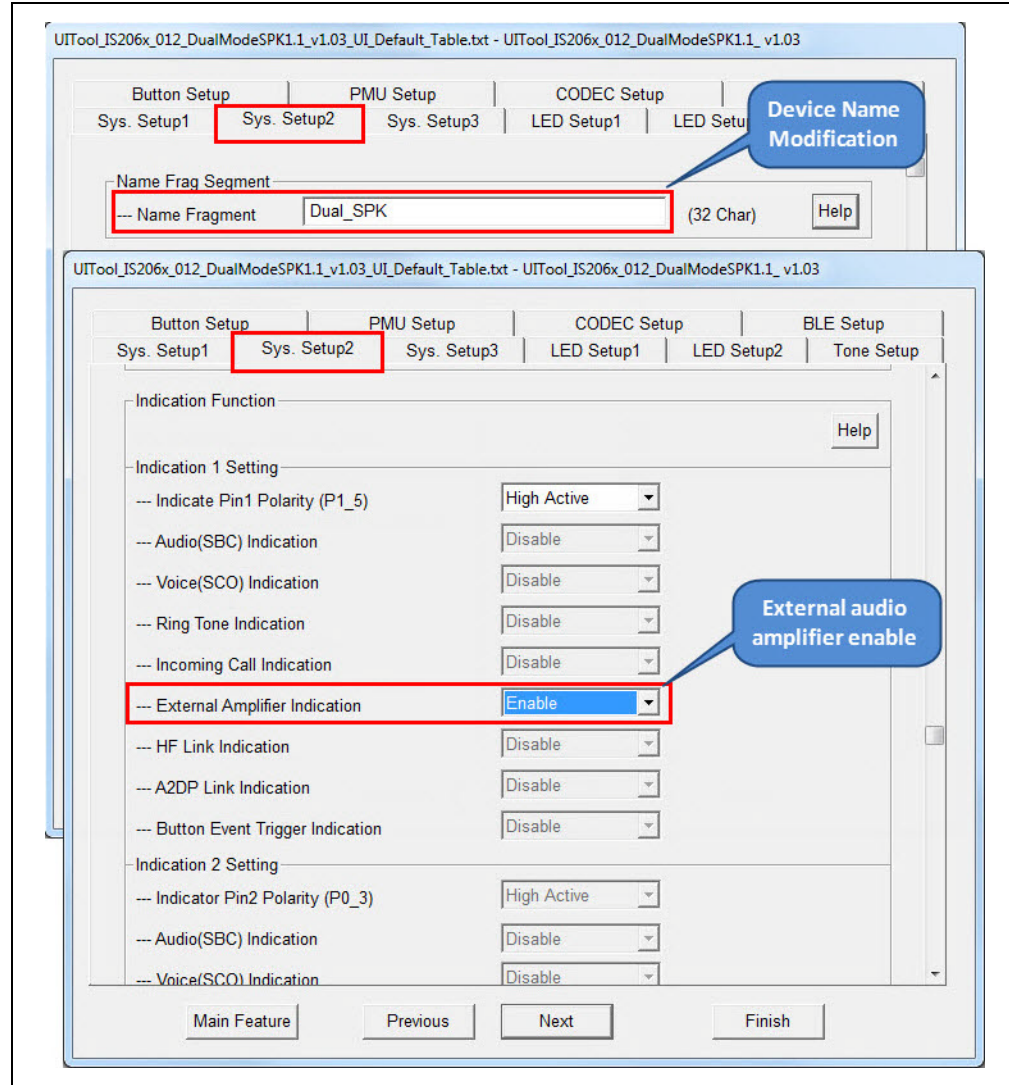 UITool_IS206x_012_DualModeSPK1.1_v1.03_UI_Default_Table.txt - UITool_IS206x_012_DualModeSPK1.1_ v1.03
Button Setup PMU Setup CODEC Setup
Sys. Setup1 Sys. Setup2 Sys. Setup3 LED Setup1 LED Setu
Device Name
Modification
Name Frag Segment
--- Name Fragment Dual_SPK (32 Char) Help
UITool_IS206x_012_DualModeSPK1.1_v1.03_UI_Default_Table.txt - UITool_IS206x_012_DualModeSPK1.1_ v1.03
Button Setup PMU Setup CODEC Setup BLE Setup
Sys. Setup1 Sys. Setup2 Sys. Setup3 LED Setup1 LED Setup2 Tone Setup
Indication Function
Help
Indication 1 Setting
--- Indicate Pin1 Polarity (P1_5) High Active
--- Audio(SBC) Indication Disable
--- Voice(SCO) Indication Disable
--- Ring Tone Indication Disable
--- Incoming Call Indication Disable
External audio
amplifier enable
--- External Amplifier Indication Enable
--- HF Link Indication Disable
--- A2DP Link Indication Disable
--- Button Event Trigger Indication Disable
Indication 2 Setting
--- Indicator Pin2 Polarity (P0_3) High Active
--- Audio(SBC) Indication Disable
--- Voice(SCO) Indication Disable
Main Feature Previous Next Finish